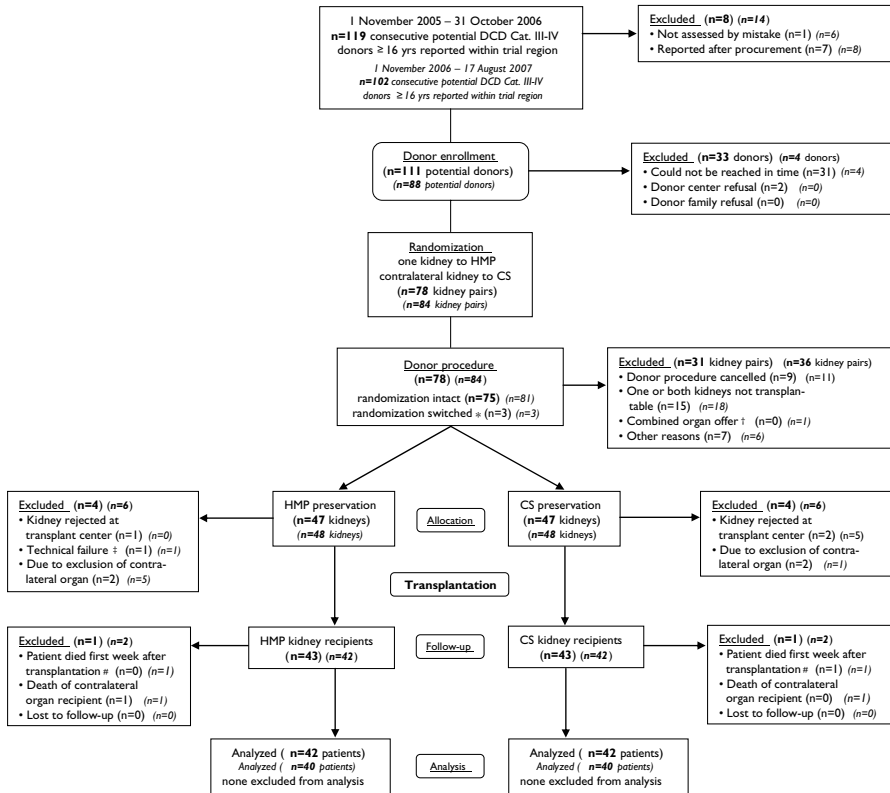 1 November 2005 – 31 October 2006
n=119 consecutive potential DCD Cat. III-IV
donors ≥ 16 yrs reported within trial region
1 November 2006 – 17 August 2007
n=102 consecutive potential DCD Cat. III-IV
donors ≥16 yrs reported within trial region
Excluded (n=8) (n=14)
• Not assessed by mistake (n=1) (n=6)
• Reported after procurement (n=7) (n=8)
Donor enrollment
(n=111 potential donors)
(n=88 potential donors)
Excluded (n=33 donors) (n=4 donors)
• Could not be reached in time (n=31) (n=4)
• Donor center refusal (n=2) (n=0)
• Donor family refusal (n=0) (n=0)
Randomization
one kidney to HMP
contralateral kidney to CS
(n=78 kidney pairs)
(n=84 kidney pairs)
Donor procedure
(n=78) (n=84)
randomization intact (n=75) (n=81)
randomization switched * (n=3) (n=3)
Excluded (n=31 kidney pairs) (n=36 kidney pairs)
• Donor procedure cancelled (n=9) (n=11)
• One or both kidneys not transplan-
table (n=15) (n=18)
• Combined organ offer † (n=0) (n=1)
• Other reasons (n=7) (n=6)
Excluded (n=4) (n=6)
• Kidney rejected at
transplant center (n=1) (n=0)
• Technical failure ‡ (n=1) (n=1)
• Due to exclusion of contra-
lateral organ (n=2) (n=5)
HMP preservation
(n=47 kidneys)
(n=48 kidneys)
Allocation
CS preservation
(n=47 kidneys)
(n=48 kidneys)
Excluded (n=4) (n=6)
• Kidney rejected at
transplant center (n=2) (n=5)
• Due to exclusion of contra-
lateral organ (n=2) (n=1)
Transplantation
Excluded (n=1) (n=2)
• Patient died first week after
transplantation # (n=0) (n=1)
• Death of contralateral
organ recipient (n=1) (n=1)
• Lost to follow-up (n=0) (n=0)
HMP kidney recipients
(n=43) (n=42)
Follow-up
CS kidney recipients
(n=43) (n=42)
Excluded (n=1) (n=2)
• Patient died first week after
transplantation # (n=1) (n=1)
• Death of contralateral
organ recipient (n=0) (n=1)
• Lost to follow-up (n=0) (n=0)
Analyzed ( n=42 patients)
Analyzed ( n=40 patients)
none excluded from analysis
Analysis
Analyzed ( n=42 patients)
Analyzed ( n=40 patients)
none excluded from analysis